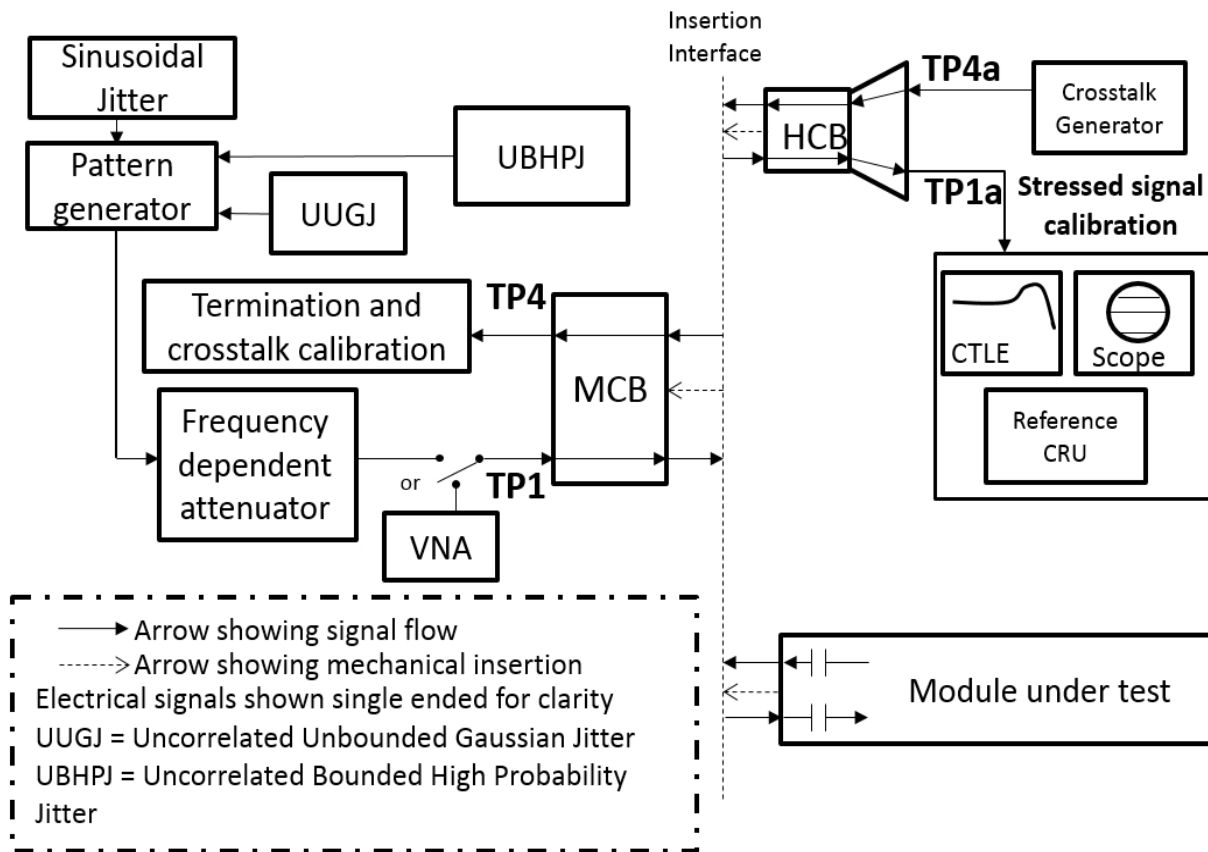 Insertion
Interface
Sinusoidal
Jitter
Pattern
generator
UBHPJ
UUGJ
Termination and
crosstalk calibration
TP4
MCB
Frequency
dependent
attenuator
or
TP1
VNA
HCB
TP4a
Crosstalk
Generator
TP1a
Stressed signal
calibration
CTLE
Scope
Reference
CRU
Arrow showing signal flow
Arrow showing mechanical insertion
Electrical signals shown single ended for clarity
UUGJ = Uncorrelated Unbounded Gaussian Jitter
UBHPJ = Uncorrelated Bounded High Probability
Jitter
Module under test